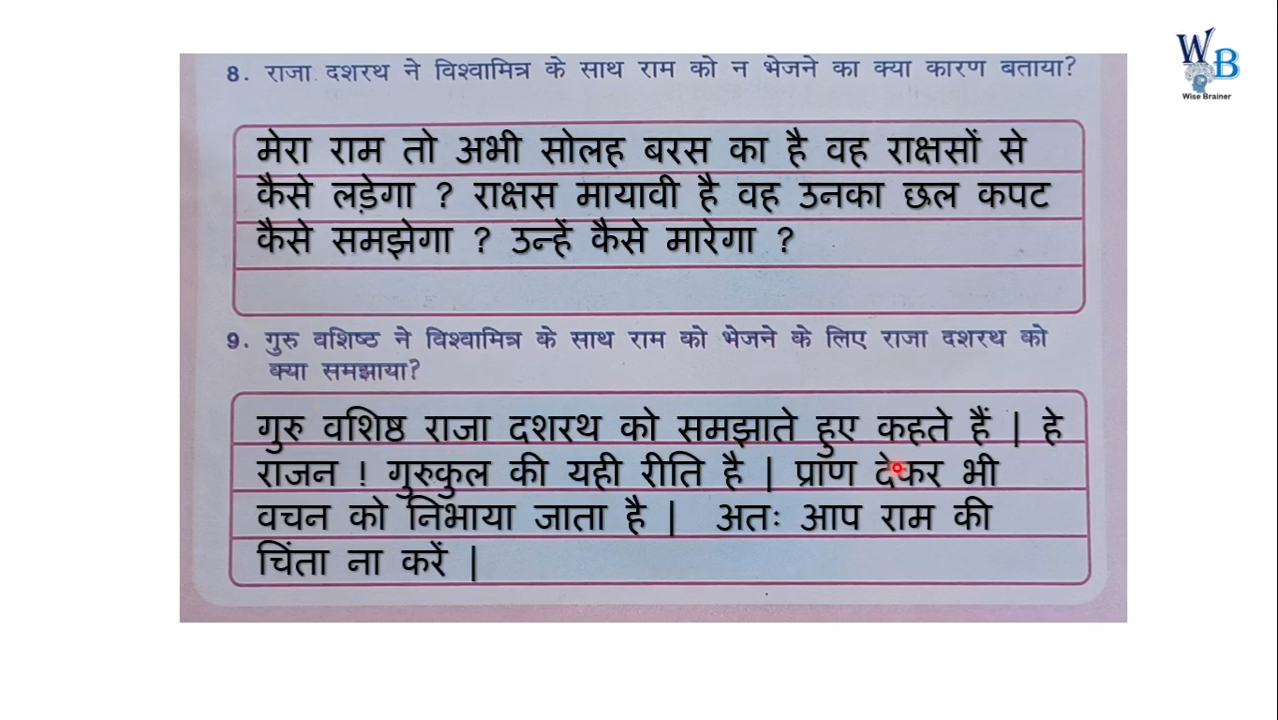 W
B
Wise Brainer
8. राजा दशरथ ने विश्वामित्र के साथ राम को न भेजने का क्या कारण बताया?
मेरा राम तो अभी सोलह बरस का है वह राक्षसों से
कैसे लड़ेगा ? राक्षस मायावी है वह उनका छल कपट
कैसे समझेगा ? उन्हें कैसे मारेगा ?
9. गुरु वशिष्ठ ने विश्वामित्र के साथ राम को भेजने के लिए राजा दशरथ को
क्या समझाया?
गुरु वशिष्ठ राजा दशरथ को समझाते हुए कहते हैं | हे
राजन ! गुरुकुल की यही रीति है | प्राण देकर भी
वचन को निभाया जाता है | अतः आप राम की
चिंता ना करें |